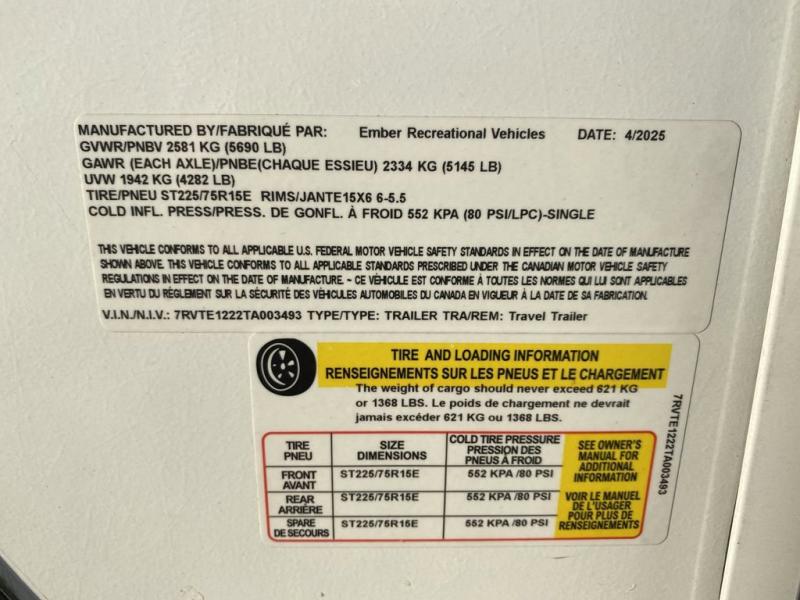 MANUFACTURED BY/FABRIQUÉ PAR: Ember Recreational Vehicles DATE: 4/2025
GVWR/PNBV 2581 KG (5690 LB)
GAWR (EACH AXLE)/PNBE(CHAQUE ESSIEU) 2334 KG (5145 LB)
UVW 1942 KG (4282 LB)
TIRE/PNEU ST225/75R15E RIMS/JANTE15X6 6-5.5
COLD INFL. PRESS/PRESS. DE GONFL. À FROID 552 KPA (80 PSI/LPC)-SINGLE
THIS VEHICLE CONFORMS TO ALL APPLICABLE U.S. FEDERAL MOTOR VEHICLE SAFETY STANDARDS IN EFFECT ON THE DATE OF MANUFACTURE
SHOWN ABOVE. THIS VEHICLE CONFORMS TO ALL APPLICABLE STANDARDS PRESCRIBED UNDER THE CANADIAN MOTOR VEHICLE SAFETY
REGULATIONS IN EFFECT ON THE DATE OF MANUFACTURE. ~ CE VÉHICULE EST CONFORME À TOUTES LES NORMES QUI LUI SONT APPLICABLES
EN VERTU DU RÈGLEMENT SUR LA SÉCURITÉ DES VÉHICULES AUTOMOBILES DU CANADA EN VIGUEUR À LA DATE DE SA FABRICATION.
V.I.N./N.I.V.: 7RVTE1222TA003493 TYPE/TYPE: TRAILER TRA/REM: Travel Trailer
TIRE AND LOADING INFORMATION
RENSEIGNEMENTS SUR LES PNEUS ET LE CHARGEMENT
The weight of cargo should never exceed 621 KG
or 1368 LBS. Le poids de chargement ne devrait
jamais excéder 621 KG ou 1368 LBS.
7RVTE1222TA003493
TIRE PNEU SIZE DIMENSIONS COLD TIRE PRESSURE PRESSION DES PNEUS À FROID
FRONT AVANT ST225/75R15E 552 KPA /80 PSI
REAR ARRIÈRE ST225/75R15E 552 KPA /80 PSI
SPARE DE SECOURS ST225/75R15E 552 KPA /80 PSI
SEE OWNER'S
MANUAL FOR
ADDITIONAL
INFORMATION
VOIR LE MANUEL
DE L'USAGER
POUR PLUS DE
RENSEIGNEMENTS